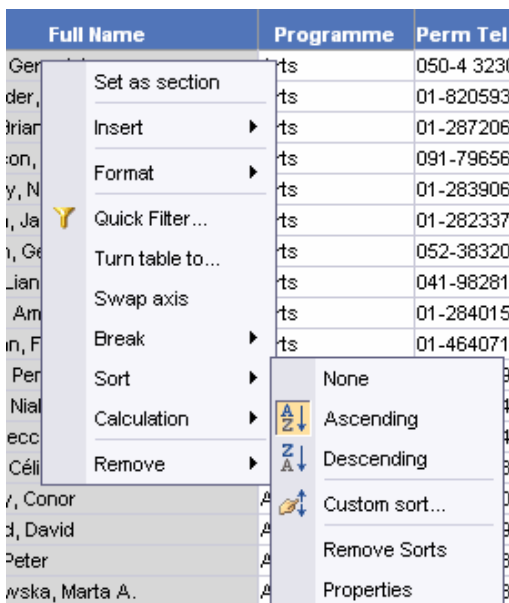 Full Name Programme Perm Tel
050-4 323
01-820593
01-287206
091-79656
01-283906
01-282337
052-38320
041-98281
01-284015
01-464071
Set as section
Insert
Format
Quick Filter...
Turn table to...
Swap axis
Break
Sort
Calculation
Remove
None
Ascending
Descending
Custom sort...
Remove Sorts
Properties
, Conor
d, David
Peter
wska, Marta A.